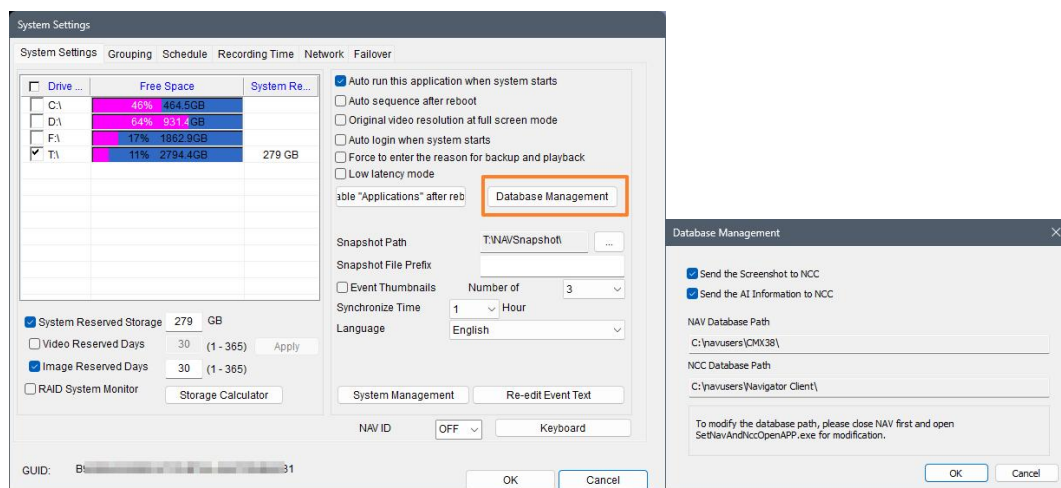 System Settings
System Settings Grouping Schedule Recording Time Network Failover
Drive ... Free Space System Re...
C:\ 46% 464.5GB
D:\ 64% 931.4GB
F:\ 17% 1862.9GB
T:\ 11% 2794.4GB 279 GB
System Reserved Storage 279 GB
Video Reserved Days 30 (1 - 365) Apply
Image Reserved Days 30 (1 - 365)
RAID System Monitor Storage Calculator
Auto run this application when system starts
Auto sequence after reboot
Original video resolution at full screen mode
Auto login when system starts
Force to enter the reason for backup and playback
Low latency mode
able "Applications" after reb Database Management
Snapshot Path T:\NAVSnapshot\ ...
Snapshot File Prefix
Event Thumbnails Number of 3
Synchronize Time 1 Hour
Language English
System Management Re-edit Event Text
NAV ID OFF Keyboard
GUID:
OK Cancel
Database Management
Send the Screenshot to NCC
Send the AI Information to NCC
NAV Database Path
C:\navusers\CMX38\
NCC Database Path
C:\navusers\Navigator Client\
To modify the database path, please close NAV first and open
SetNavAndNccOpenAPP.exe for modification.
OK Cancel